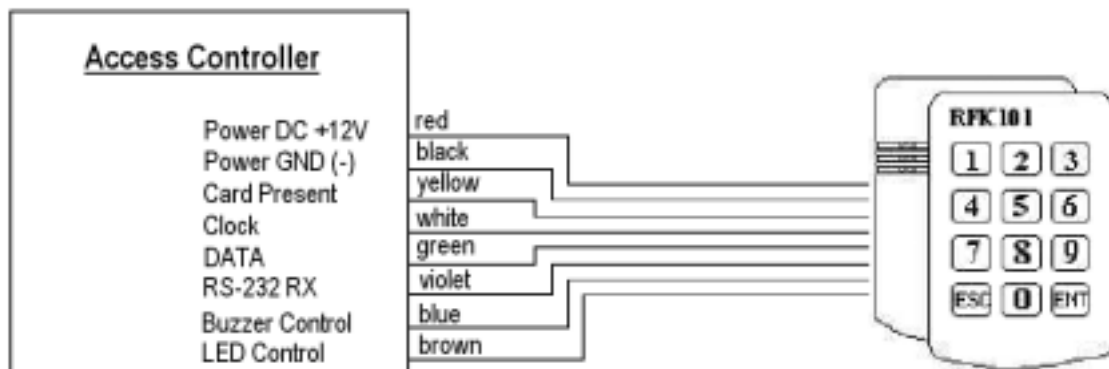 Access Controller
Power DC +12V red
Power GND (-) black
Card Present yellow
Clock white
DATA green
RS-232 RX violet
Buzzer Control blue
LED Control brown
RFK101
1 2 3
4 5 6
7 8 9
ESC 0 ENT